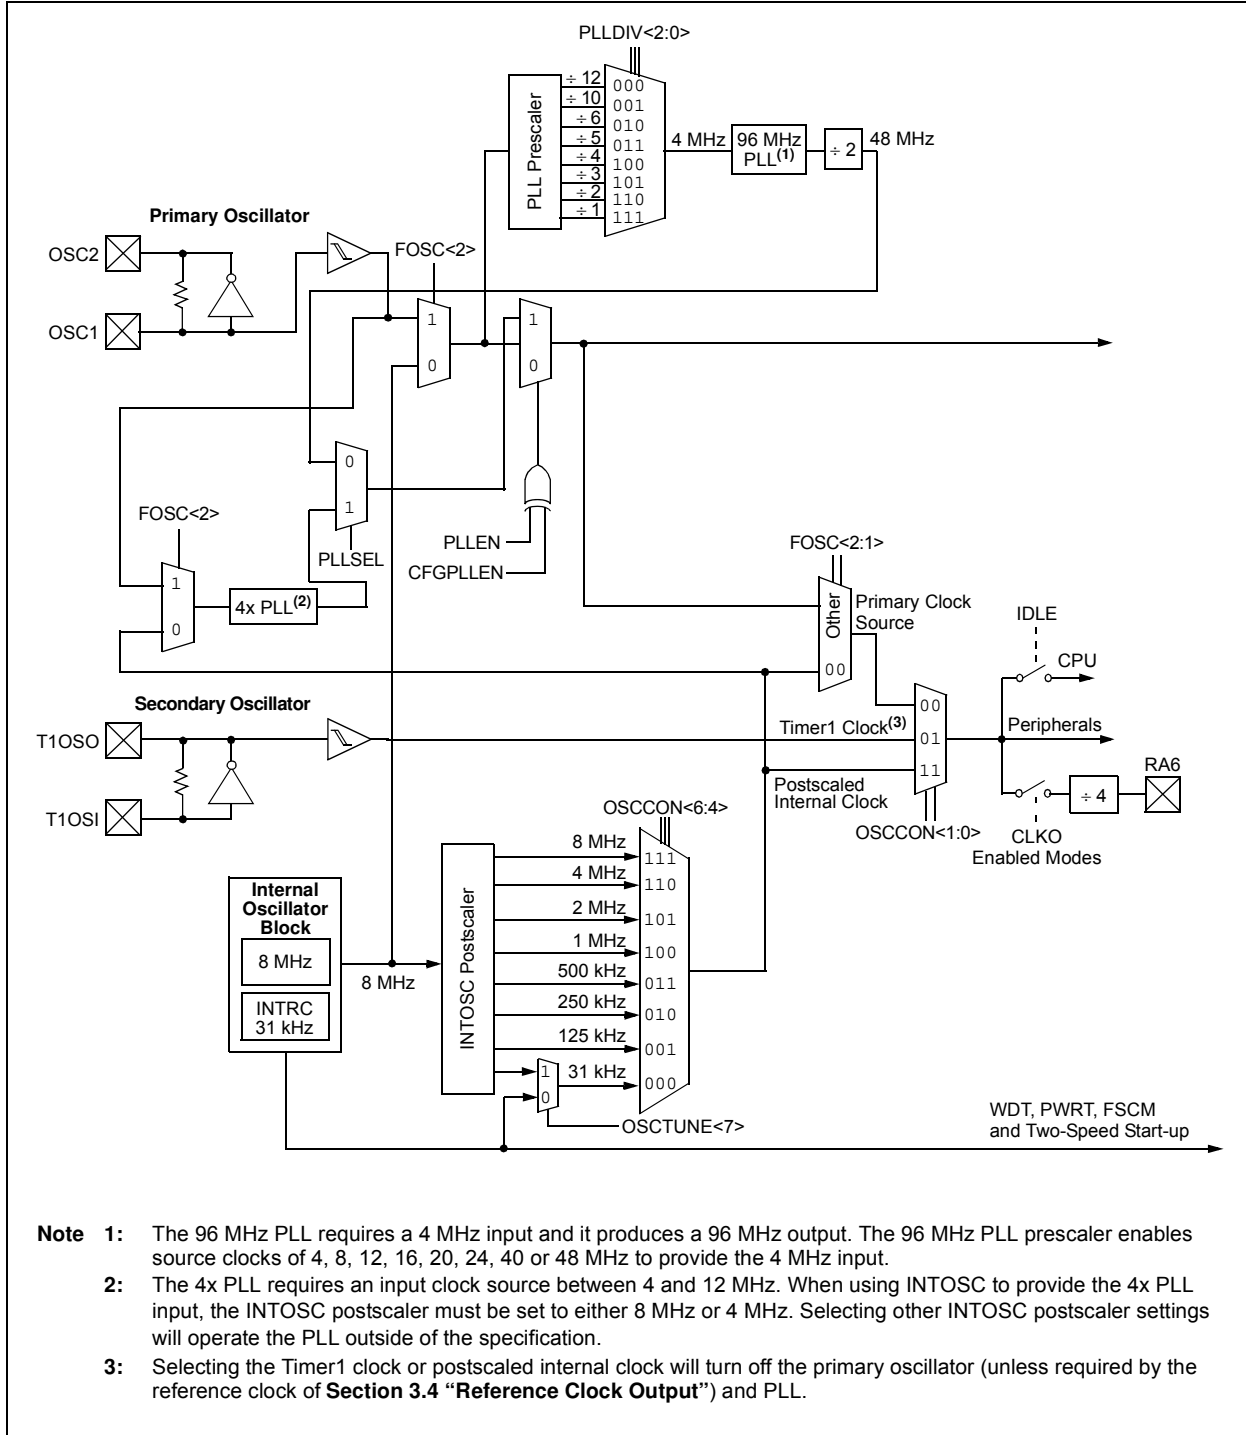 PLLDIV<2:0>
PLL Prescaler
÷ 12
÷ 10
÷ 6
÷ 5
÷ 4
÷ 3
÷ 2
÷ 1
000
001
010
011
100
101
110
111
4 MHz
96 MHz
PLL(1)
÷ 2
48 MHz
Primary Oscillator
OSC2
OSC1
FOSC<2>
1
0
1
0
0
1
PLLSEL
PLLEN
CFGPLLEN
FOSC<2>
1
0
4x PLL(2)
FOSC<2:1>
Other
00
Primary Clock
Source
IDLE
CPU
Secondary Oscillator
T1OSO
T1OSI
Timer1 Clock(3)
00
01
11
Peripherals
Postscaled
Internal Clock
OSCCON<1:0>
RA6
÷ 4
CLKO
Enabled Modes
OSCCON<6:4>
Internal
Oscillator
Block
8 MHz
INTRC
31 kHz
8 MHz
INTOSC Postscaler
8 MHz
4 MHz
2 MHz
1 MHz
500 kHz
250 kHz
125 kHz
31 kHz
111
110
101
100
011
010
001
000
1
0
OSCTUNE<7>
WDT, PWRT, FSCM
and Two-Speed Start-up
Note 1: The 96 MHz PLL requires a 4 MHz input and it produces a 96 MHz output. The 96 MHz PLL prescaler enables
source clocks of 4, 8, 12, 16, 20, 24, 40 or 48 MHz to provide the 4 MHz input.
2: The 4x PLL requires an input clock source between 4 and 12 MHz. When using INTOSC to provide the 4x PLL
input, the INTOSC postscaler must be set to either 8 MHz or 4 MHz. Selecting other INTOSC postscaler settings
will operate the PLL outside of the specification.
3: Selecting the Timer1 clock or postscaled internal clock will turn off the primary oscillator (unless required by the
reference clock of Section 3.4 “Reference Clock Output”) and PLL.